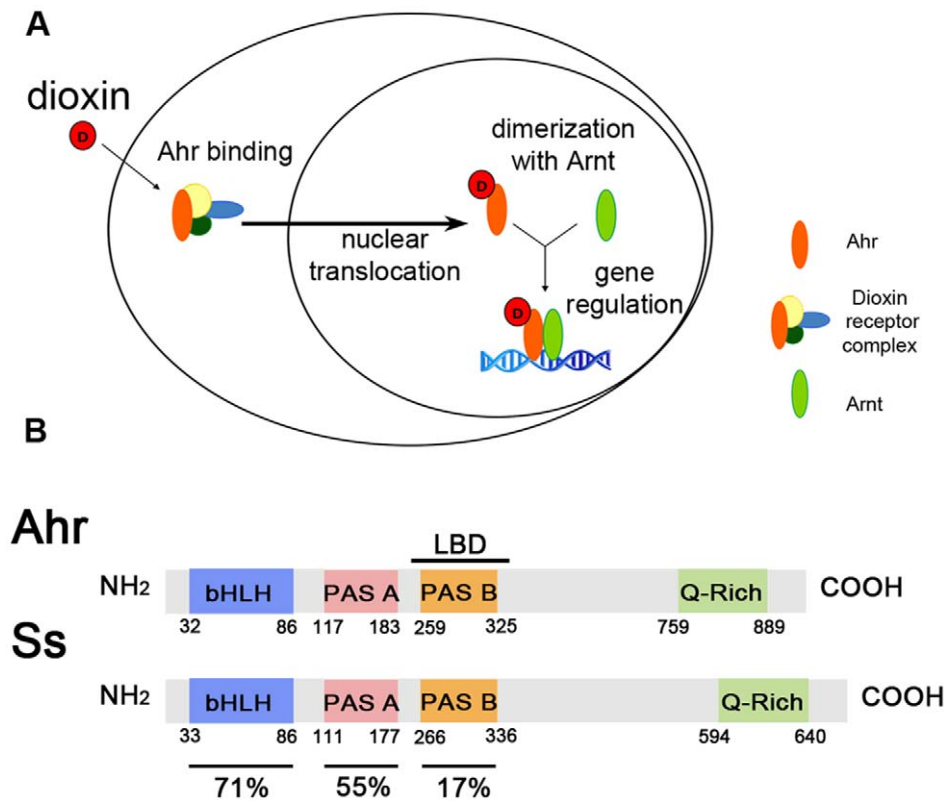 A
dioxin
D
Ahr binding
nuclear
translocation
dimerization
with Arnt
D
gene
regulation
D
Ahr
Dioxin
receptor
complex
Arnt
B
Ahr
LBD
NH2 bHLH PAS A PAS B Q-Rich COOH
32 86 117 183 259 325 759 889
Ss
NH2 bHLH PAS A PAS B Q-Rich COOH
33 86 111 177 266 336 594 640
71% 55% 17%